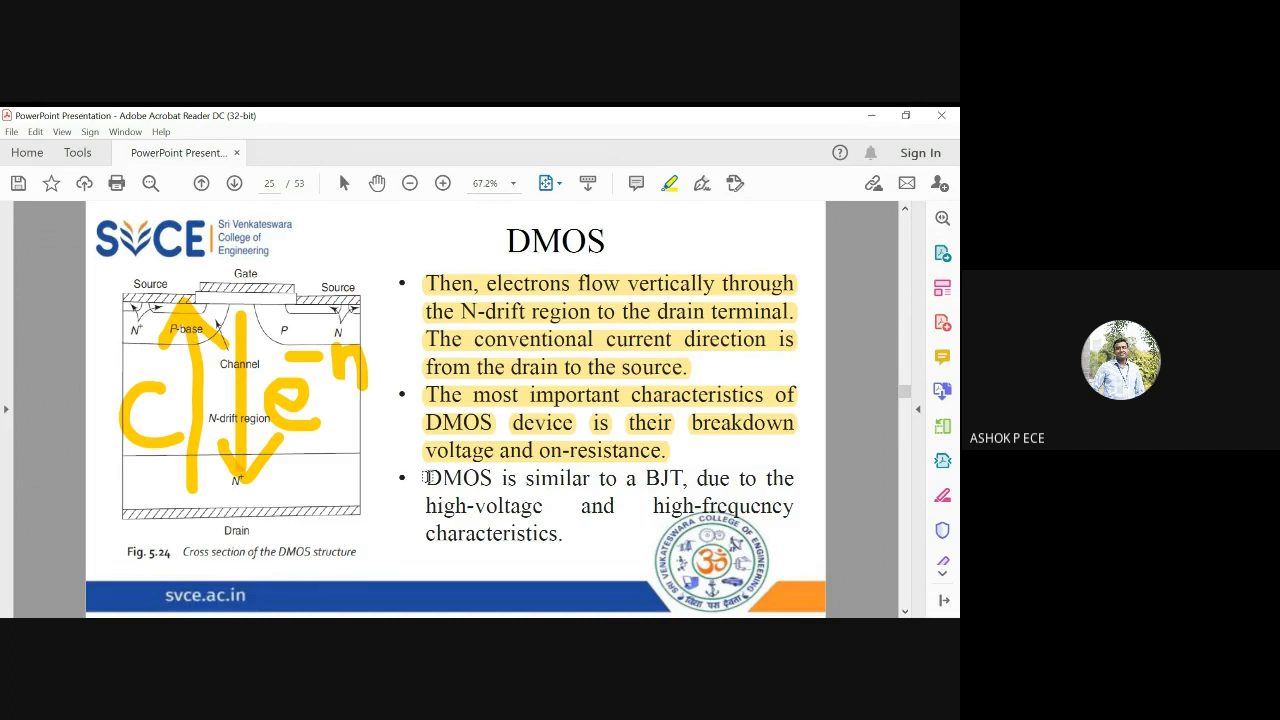 PowerPoint Presentation - Adobe Acrobat Reader DC (32-bit)
File Edit View Sign Window Help
Home Tools PowerPoint Present... × Sign In
25 / 53 67.2%
SVCE Sri Venkateswara
College of
Engineering
DMOS
Gate
Source Source
N+ P-base P N
Channel
N-drift region
N+
Drain
C e⁻n
Fig. 5.24 Cross section of the DMOS structure
• Then, electrons flow vertically through
the N-drift region to the drain terminal.
The conventional current direction is
from the drain to the source.
• The most important characteristics of
DMOS device is their breakdown
voltage and on-resistance.
• DMOS is similar to a BJT, due to the
high-voltage and high-frequency
characteristics.
SRI VENKATESWARA COLLEGE OF ENGINEERING
ॐ
svce.ac.in
ASHOK P ECE